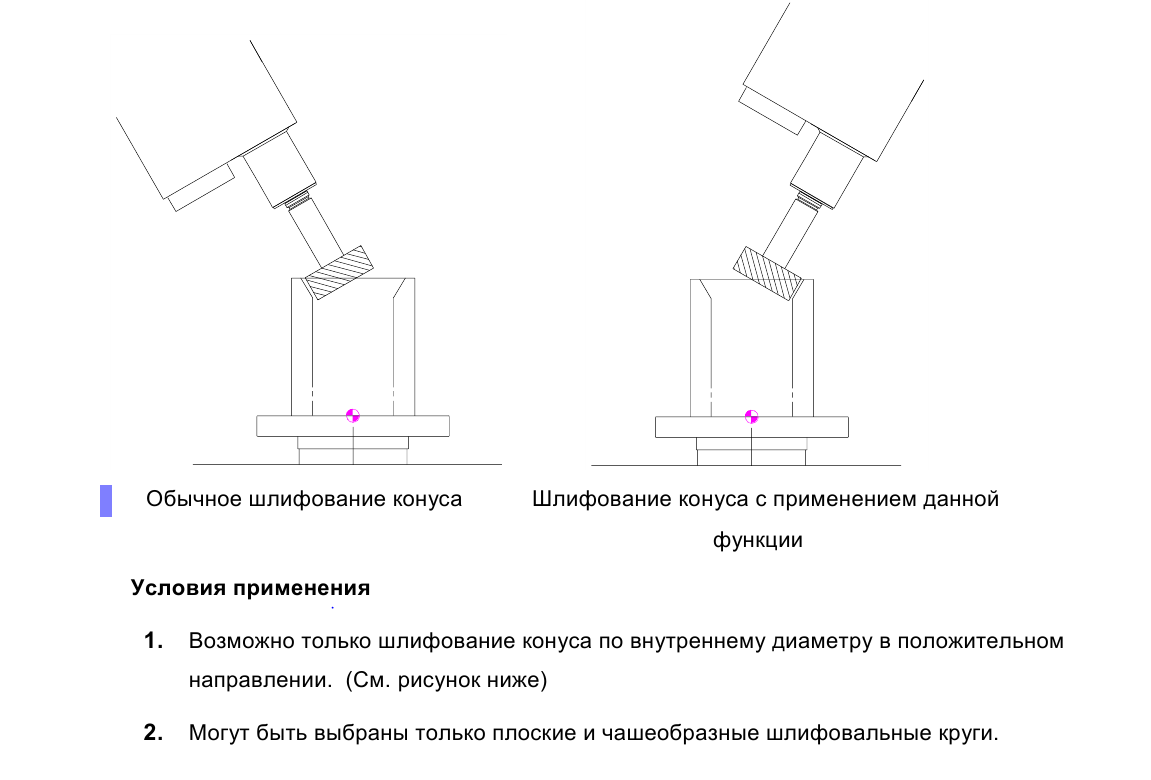 Обычное шлифование конуса
Шлифование конуса с применением данной
функции
Условия применения
1. Возможно только шлифование конуса по внутреннему диаметру в положительном
направлении. (См. рисунок ниже)
2. Могут быть выбраны только плоские и чашеобразные шлифовальные круги.